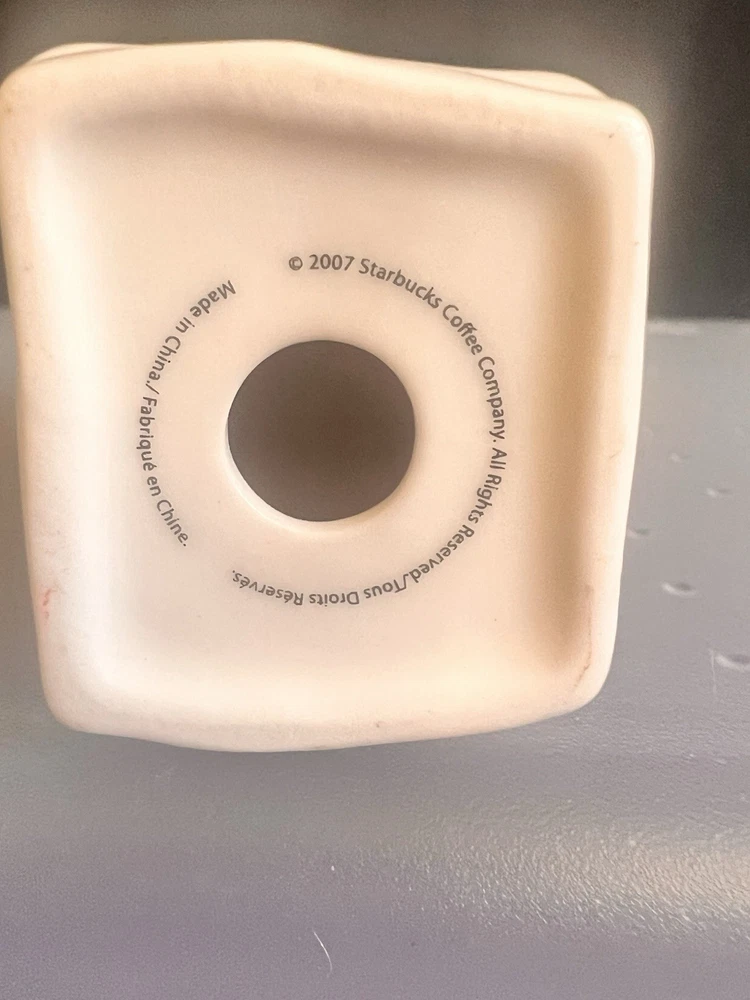 © 2007 Starbucks Coffee Company. All Rights Reserved./Tous Droits Réservés.
Made in China./ Fabriqué en Chine.